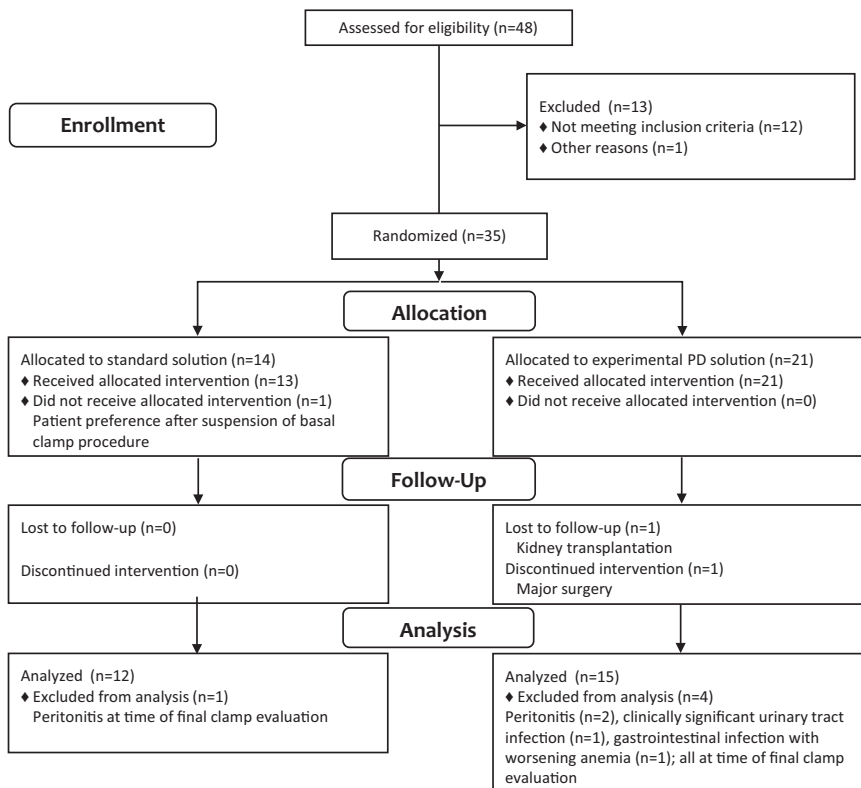 Assessed for eligibility (n=48)
Enrollment
Excluded (n=13)
♦ Not meeting inclusion criteria (n=12)
♦ Other reasons (n=1)
Randomized (n=35)
Allocation
Allocated to standard solution (n=14)
♦ Received allocated intervention (n=13)
♦ Did not receive allocated intervention (n=1)
Patient preference after suspension of basal
clamp procedure
Allocated to experimental PD solution (n=21)
♦ Received allocated intervention (n=21)
♦ Did not receive allocated intervention (n=0)
Follow-Up
Lost to follow-up (n=0)
Discontinued intervention (n=0)
Lost to follow-up (n=1)
Kidney transplantation
Discontinued intervention (n=1)
Major surgery
Analysis
Analyzed (n=12)
♦ Excluded from analysis (n=1)
Peritonitis at time of final clamp evaluation
Analyzed (n=15)
♦ Excluded from analysis (n=4)
Peritonitis (n=2), clinically significant urinary tract
infection (n=1), gastrointestinal infection with
worsening anemia (n=1); all at time of final clamp
evaluation